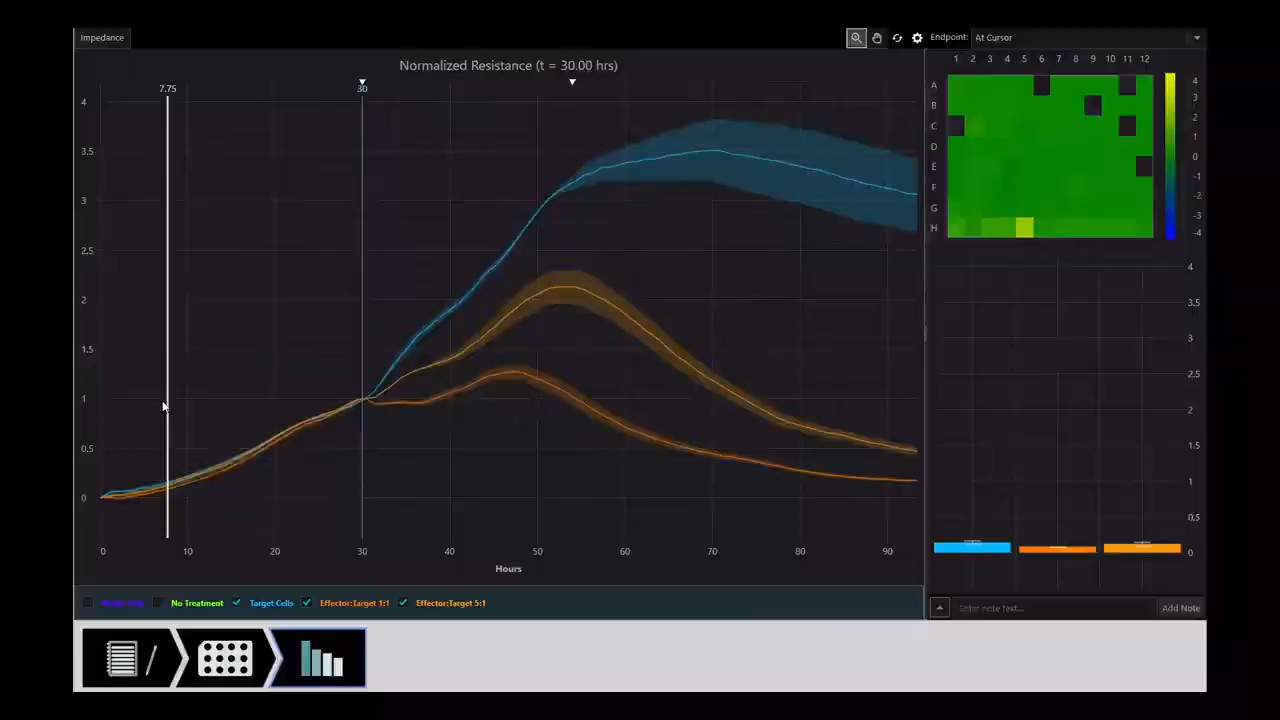 Impedance
Endpoint: At Cursor
Normalized Resistance (t = 30.00 hrs)
7.75
30
4
3.5
3
2.5
2
1.5
1
0.5
0
0 10 20 30 40 50 60 70 80 90
Hours
No Treatment Target Cells Effector:Target 1:1 Effector:Target 5:1
1 2 3 4 5 6 7 8 9 10 11 12
A
B
C
D
E
F
G
H
4
3
2
1
0
-1
-2
-3
-4
4
3.5
3
2.5
2
1.5
1
0.5
0
Enter note text... Add Note